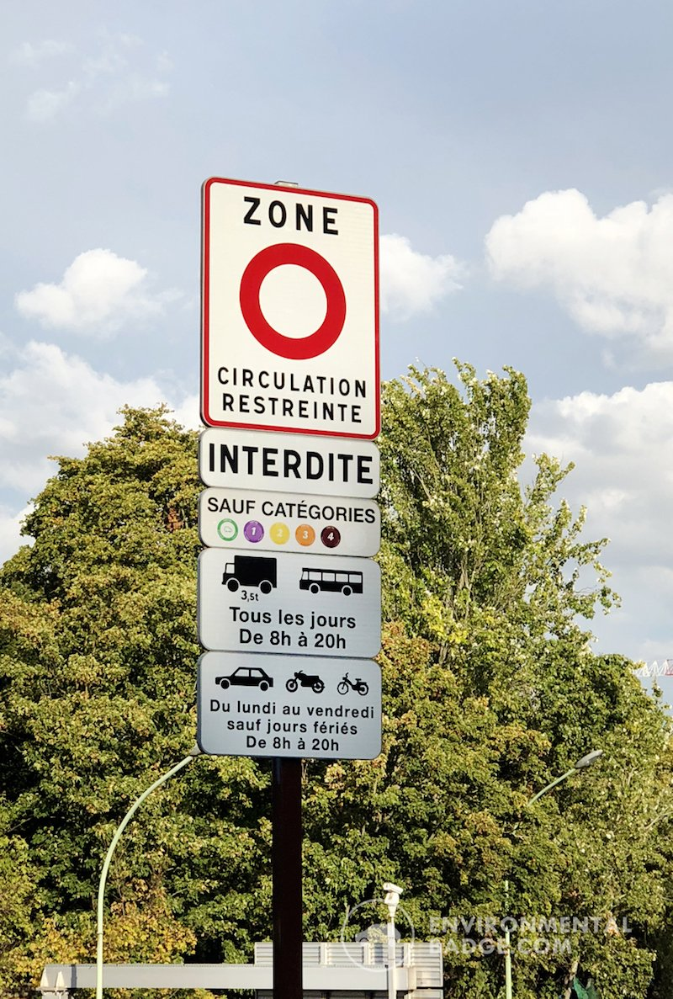 ZONE
CIRCULATION
RESTREINTE
INTERDITE
SAUF CATÉGORIES
1 2 3 4
3,5t
Tous les jours
De 8h à 20h
Du lundi au vendredi
sauf jours fériés
De 8h à 20h
ENVIRONMENTAL
BADGE.COM